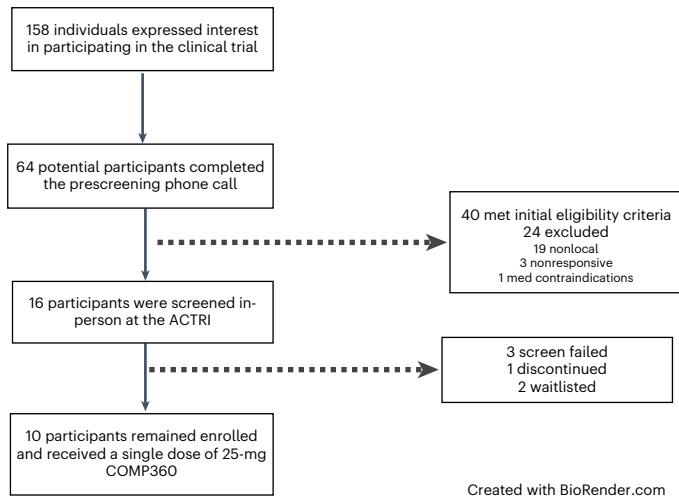 158 individuals expressed interest
in participating in the clinical trial
64 potential participants completed
the prescreening phone call
40 met initial eligibility criteria
24 excluded
19 nonlocal
3 nonresponsive
1 med contraindications
16 participants were screened in-
person at the ACTRI
3 screen failed
1 discontinued
2 waitlisted
10 participants remained enrolled
and received a single dose of 25-mg
COMP360
Created with BioRender.com